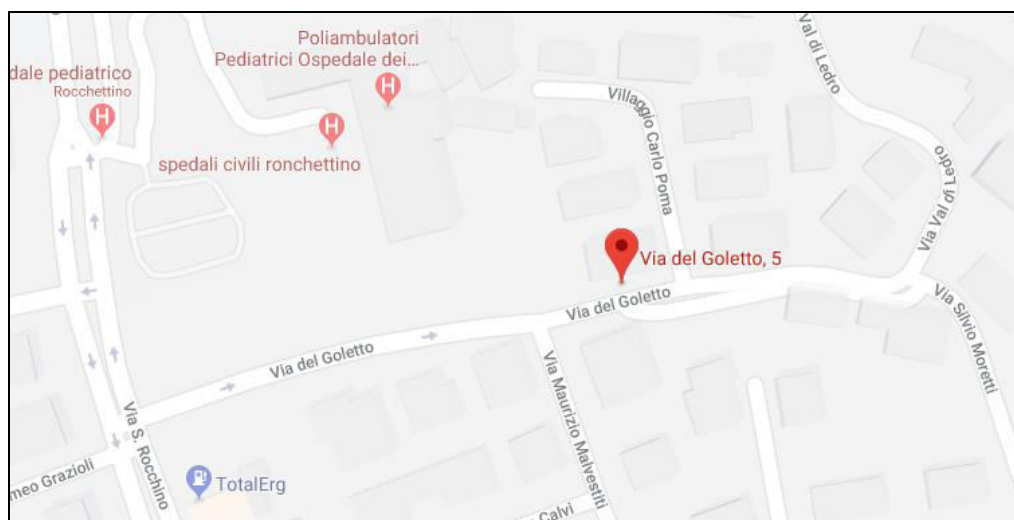 Poliambulatori
Pediatrici Ospedale dei...
dale pediatrico
Rocchettino
H
H
H
spedali civili ronchettino
Val di Ledro
Villaggio Carlo Poma
Via Val di Ledro
Via del Goletto, 5
Via del Goletto
Via Silvio Moretti
Via del Goletto
Via Maurizio Malvestiti
Via S. Rocchino
meo Grazioli
TotalErg
Calvi